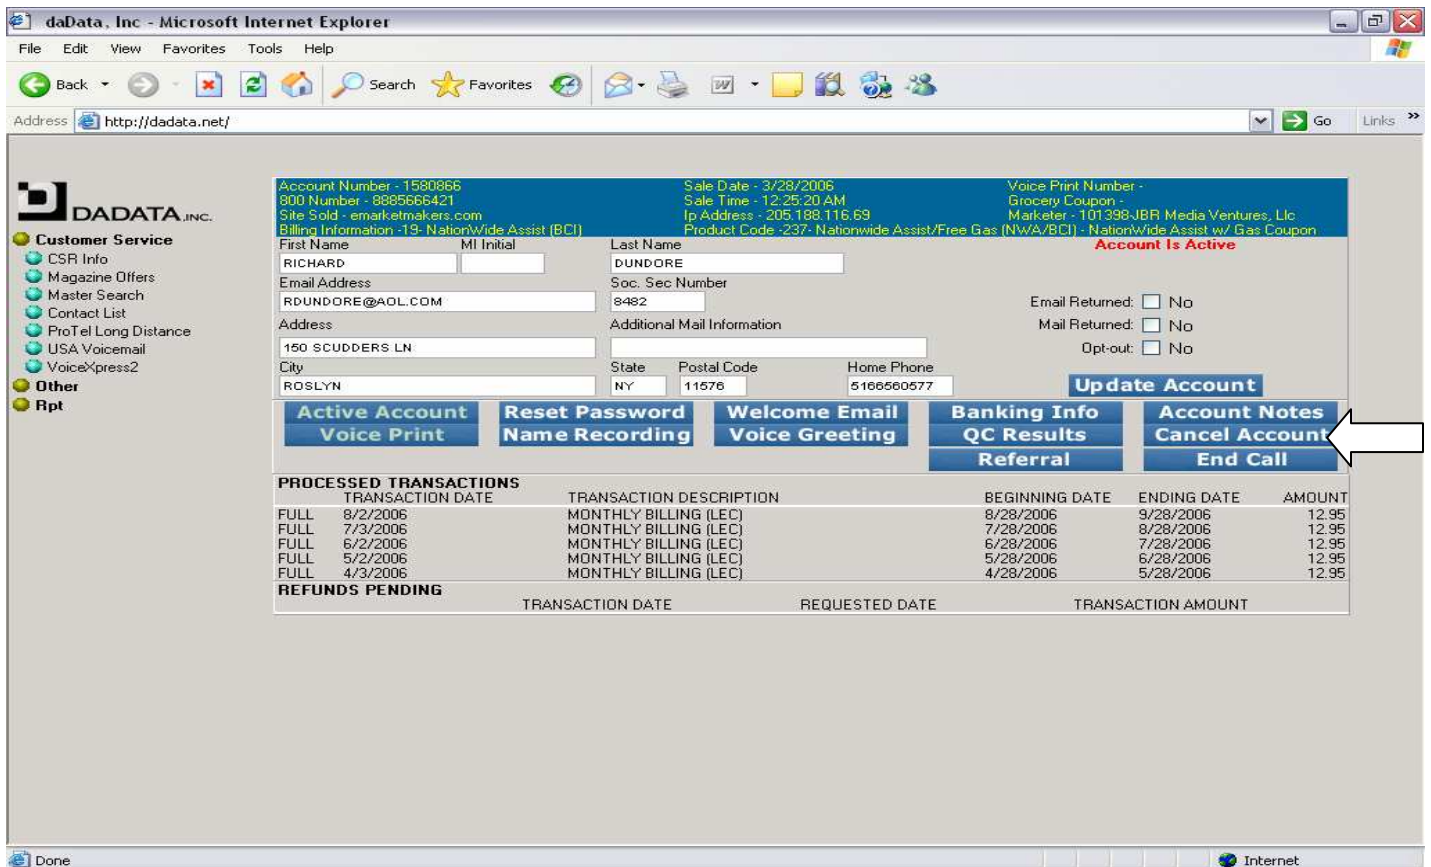 daData, Inc - Microsoft Internet Explorer
File Edit View Favorites Tools Help
Back Search Favorites
Address http://dadata.net/ Go Links »
DADATA, INC.
Customer Service
CSR Info
Magazine Offers
Master Search
Contact List
ProTel Long Distance
USA Voicemail
VoiceXpress2
Other
Rpt
Account Number - 1580866 Sale Date - 3/28/2006 Voice Print Number -
800 Number - 8885666421 Sale Time - 12:25:20 AM Grocery Coupon -
Site Sold - emarketmakers.com Ip Address - 205.188.116.69 Marketer - 101398-JBR Media Ventures, Llc
Billing Information -19- NationWide Assist (BCI) Product Code -237- Nationwide Assist/Free Gas (NWA/BCI) - NationWide Assist w/ Gas Coupon
First Name MI Initial Last Name Account Is Active
RICHARD DUNDORE
Email Address Soc. Sec Number
RDUNDORE@AOL.COM 8482 Email Returned: No
Address Additional Mail Information Mail Returned: No
150 SCUDDERS LN Opt-out: No
City State Postal Code Home Phone
ROSLYN NY 11576 5166560577 Update Account
Active Account Reset Password Welcome Email Banking Info Account Notes
Voice Print Name Recording Voice Greeting QC Results Cancel Account
Referral End Call
PROCESSED TRANSACTIONS
TRANSACTION DATE TRANSACTION DESCRIPTION BEGINNING DATE ENDING DATE AMOUNT
FULL 8/2/2006 MONTHLY BILLING (LEC) 8/28/2006 9/28/2006 12.95
FULL 7/3/2006 MONTHLY BILLING (LEC) 7/28/2006 8/28/2006 12.95
FULL 6/2/2006 MONTHLY BILLING (LEC) 6/28/2006 7/28/2006 12.95
FULL 5/2/2006 MONTHLY BILLING (LEC) 5/28/2006 6/28/2006 12.95
FULL 4/3/2006 MONTHLY BILLING (LEC) 4/28/2006 5/28/2006 12.95
REFUNDS PENDING
TRANSACTION DATE REQUESTED DATE TRANSACTION AMOUNT
Done Internet